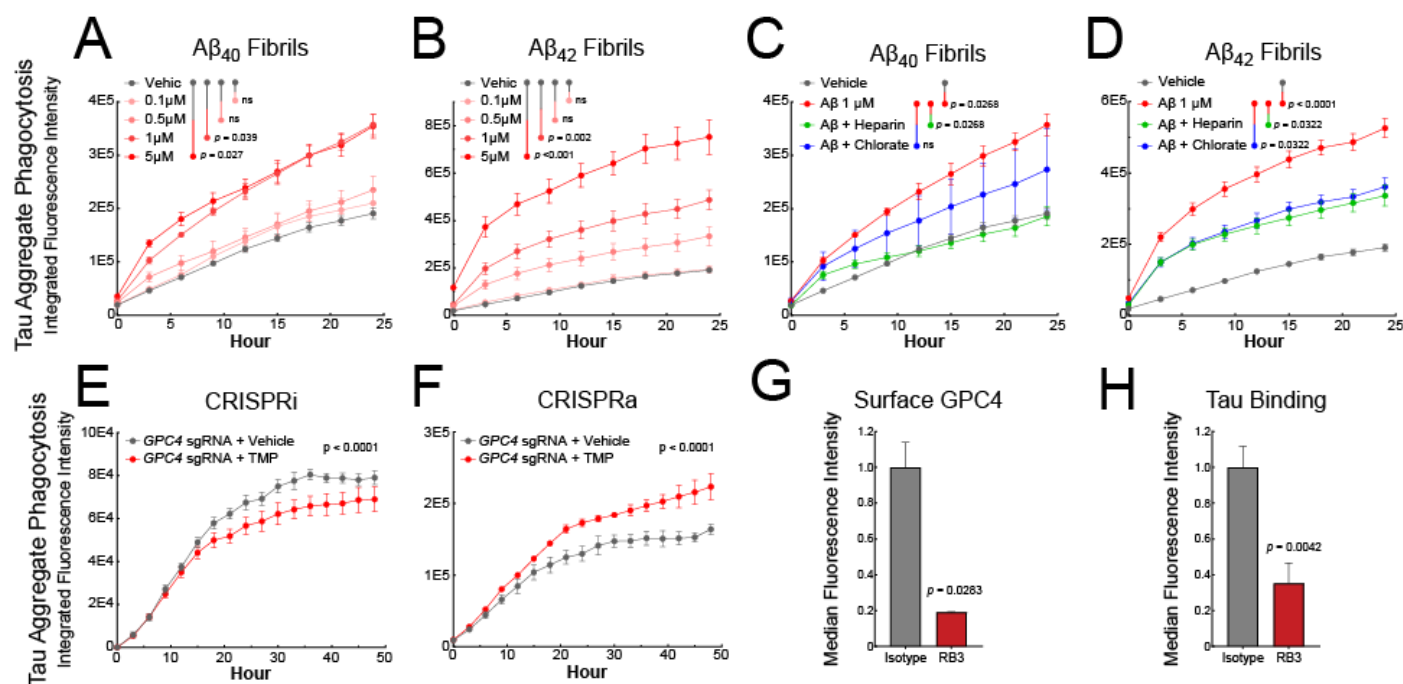 A
Aβ40 Fibrils
Tau Aggregate Phagocytosis
Integrated Fluorescence Intensity
Vehic
0.1µM
0.5µM
1µM
5µM
ns
ns
p = 0.039
p = 0.027
4E5
3E5
2E5
1E5
0
0 5 10 15 20 25
Hour
B
Aβ42 Fibrils
Vehicle
0.1µM
0.5µM
1µM
5µM
ns
ns
p = 0.002
p <0.001
8E5
6E5
4E5
2E5
0
0 5 10 15 20 25
Hour
C
Aβ40 Fibrils
Vehicle
Aβ 1 µM
Aβ + Heparin
Aβ + Chlorate
p = 0.0268
p = 0.0268
ns
4E5
3E5
2E5
1E5
0
0 5 10 15 20 25
Hour
D
Aβ42 Fibrils
Vehicle
Aβ 1 µM
Aβ + Heparin
Aβ + Chlorate
p < 0.0001
p = 0.0322
p = 0.0322
6E5
4E5
2E5
0
0 5 10 15 20 25
Hour
E
CRISPRi
Tau Aggregate Phagocytosis
Integrated Fluorescence Intensity
GPC4 sgRNA + Vehicle
GPC4 sgRNA + TMP
p < 0.0001
10E4
8E4
6E4
4E4
2E4
0
0 10 20 30 40 50
Hour
F
CRISPRa
GPC4 sgRNA + Vehicle
GPC4 sgRNA + TMP
p < 0.0001
3E5
2E5
1E5
0
0 10 20 30 40 50
Hour
G
Surface GPC4
Median Fluorescence Intensity
1.2
1.0
0.8
0.6
0.4
0.2
0
p = 0.0283
Isotype RB3
H
Tau Binding
Median Fluorescence Intensity
1.2
1.0
0.8
0.6
0.4
0.2
0
p = 0.0042
Isotype RB3